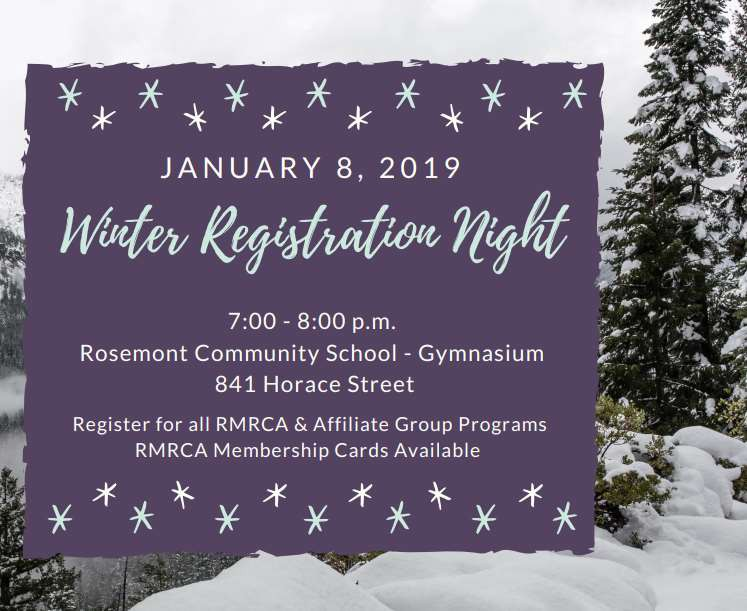 JANUARY 8, 2019
Winter Registration Night
7:00 - 8:00 p.m.
Rosemont Community School - Gymnasium
841 Horace Street
Register for all RMRCA & Affiliate Group Programs
RMRCA Membership Cards Available